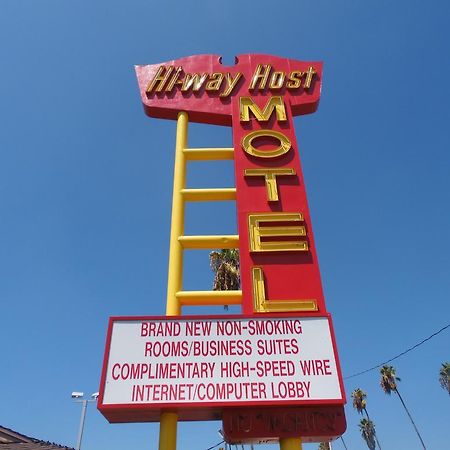 Hi-way Host
MOTEL
BRAND NEW NON-SMOKING
ROOMS/BUSINESS SUITES
COMPLIMENTARY HIGH-SPEED WIRE
INTERNET/COMPUTER LOBBY